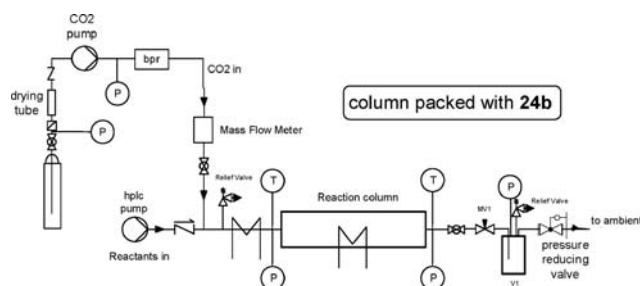 CO2
pump
bpr
CO2 in
P
drying
tube
P
column packed with 24b
Mass Flow Meter
Relief Valve
T
T
P
Relief Valve
hplc
pump
Reaction column
MV1
to ambient
Reactants in
P
P
pressure
reducing
valve
V1